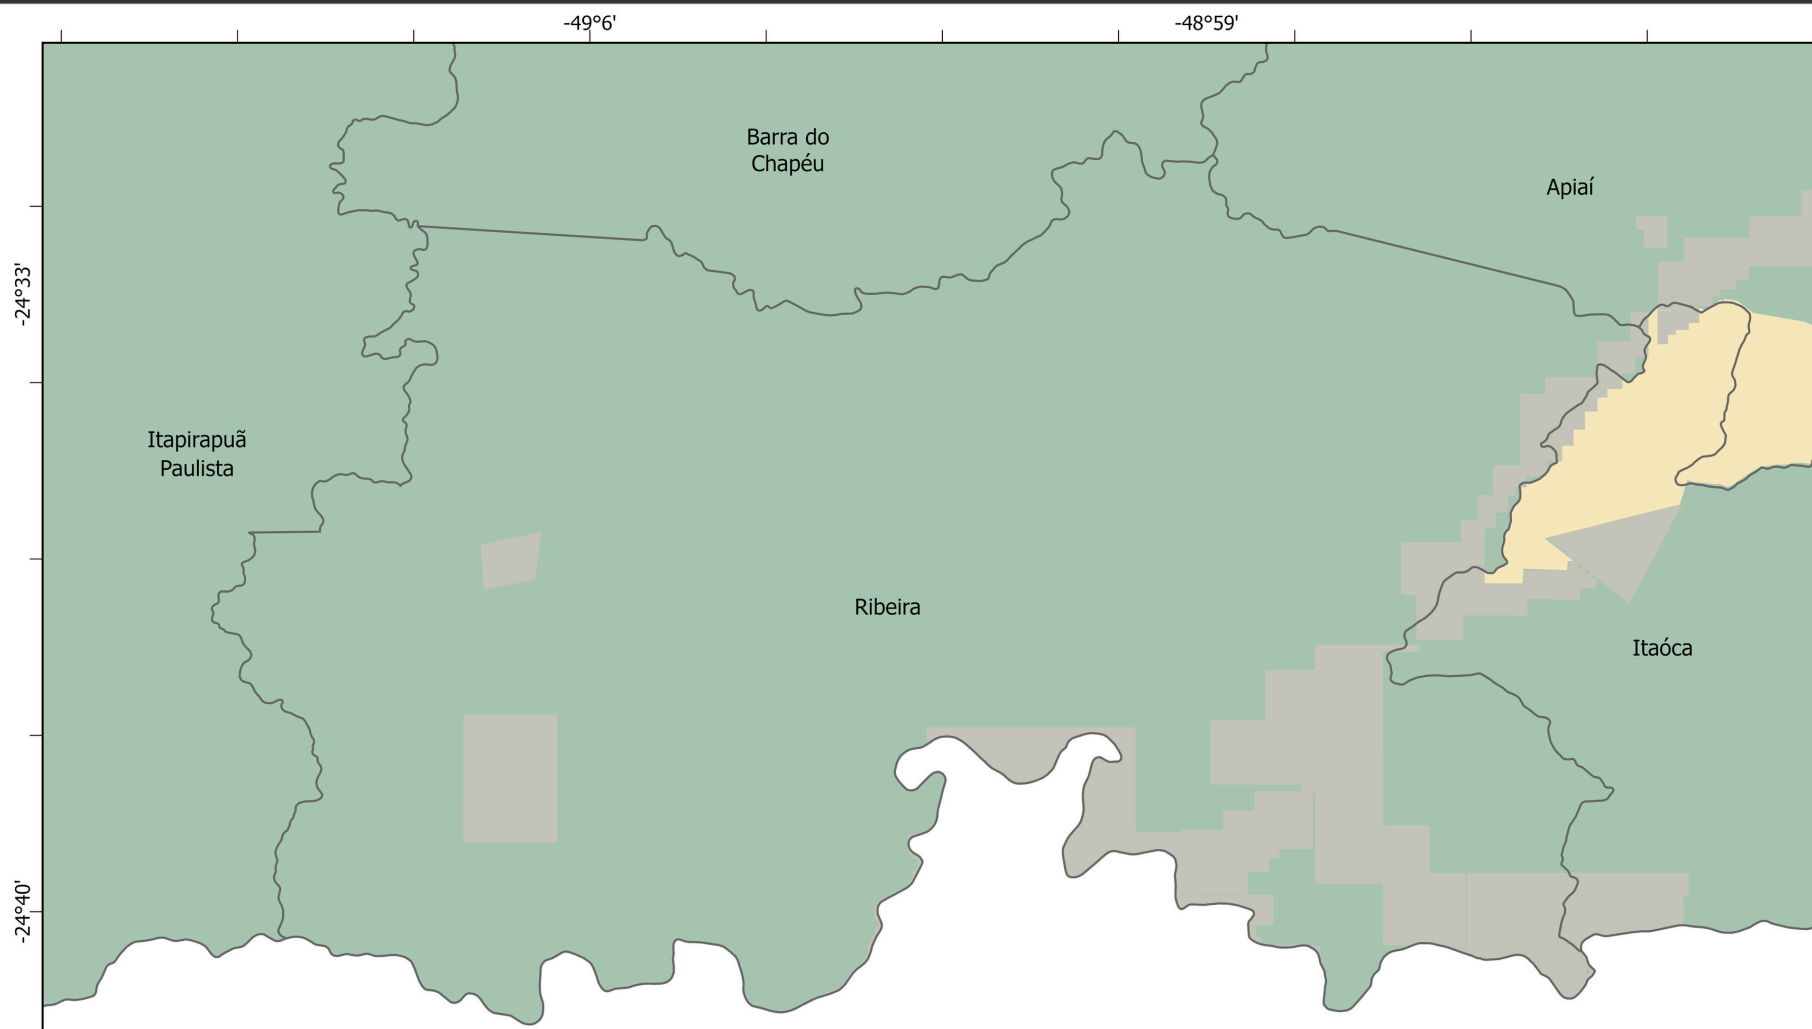 -49°6'
-48°59'
Barra do
Chapéu
Apiaí
-24°33'
Itapirapuã
Paulista
Ribeira
Itaóca
-24°40'